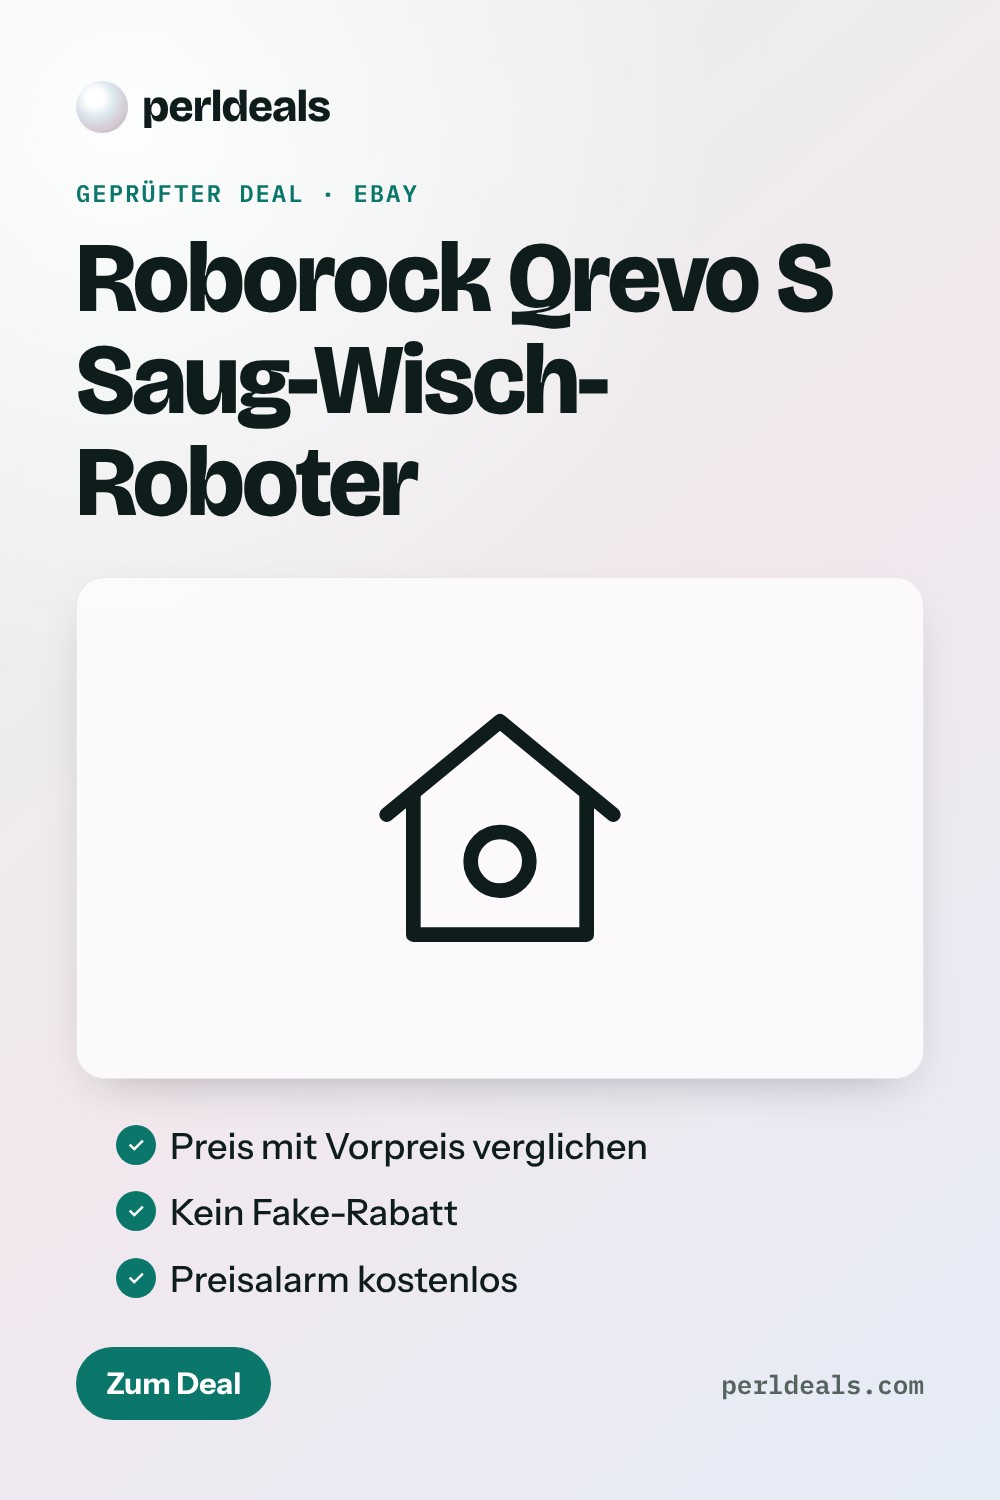 perldeals
GEPRÜFTER DEAL · EBAY
Roborock Qrevo S
Saug-Wisch-
Roboter
Preis mit Vorpreis verglichen
Kein Fake-Rabatt
Preisalarm kostenlos
Zum Deal
perldeals.com